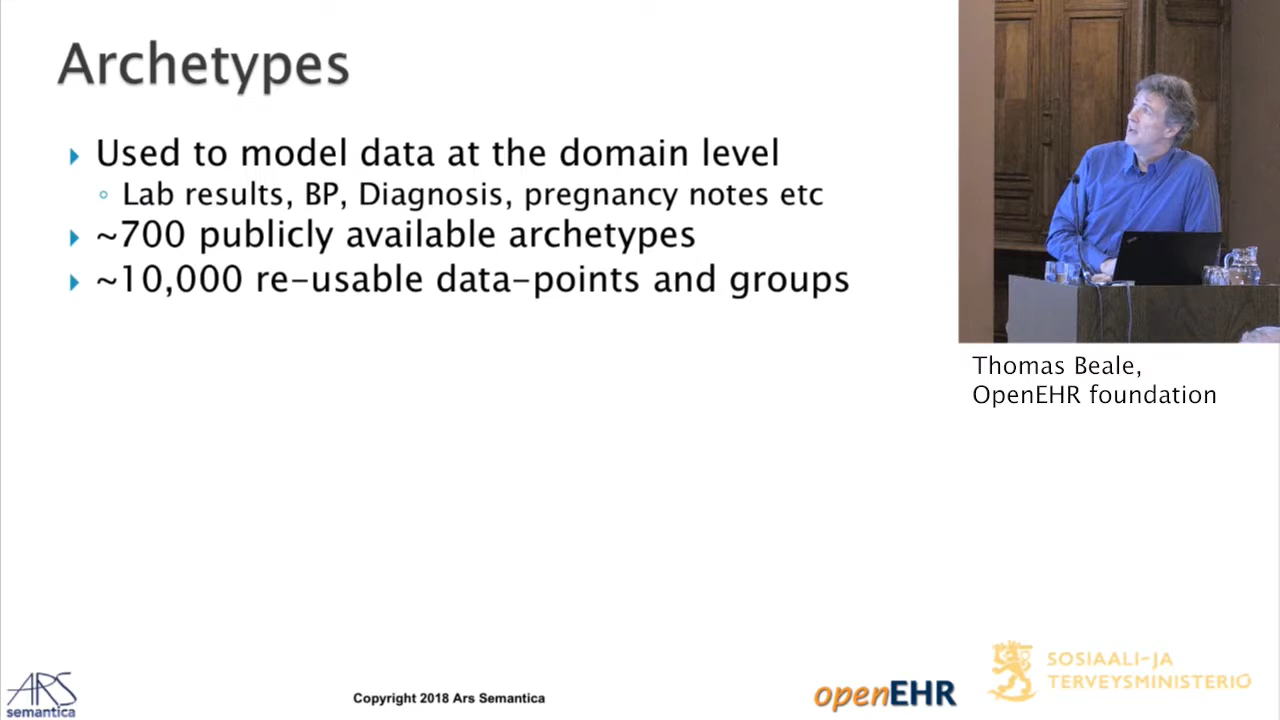 Archetypes
Used to model data at the domain level
Lab results, BP, Diagnosis, pregnancy notes etc
~700 publicly available archetypes
~10,000 re-usable data-points and groups
Thomas Beale,
OpenEHR foundation
ARS
semantica
Copyright 2018 Ars Semantica
openEHR
SOSIAALI-JA
TERVEYSMINISTERIÖ